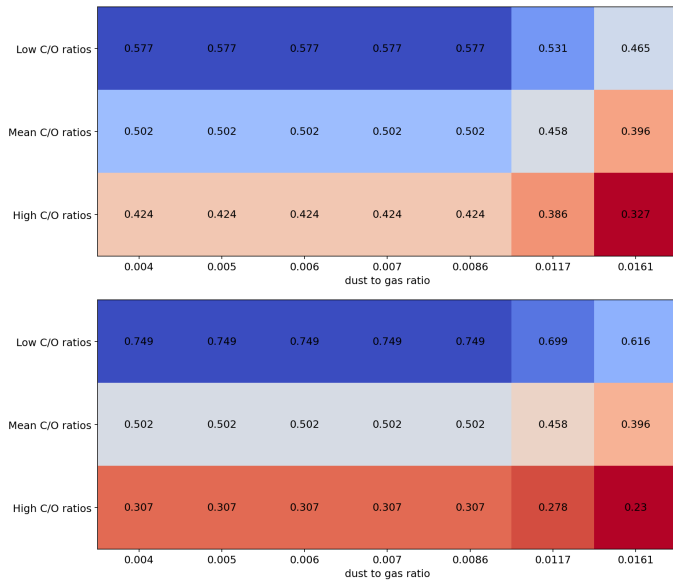 Low C/O ratios 0.577 0.577 0.577 0.577 0.577 0.531 0.465
Mean C/O ratios 0.502 0.502 0.502 0.502 0.502 0.458 0.396
High C/O ratios 0.424 0.424 0.424 0.424 0.424 0.386 0.327
0.004 0.005 0.006 0.007 0.0086 0.0117 0.0161
dust to gas ratio
Low C/O ratios 0.749 0.749 0.749 0.749 0.749 0.699 0.616
Mean C/O ratios 0.502 0.502 0.502 0.502 0.502 0.458 0.396
High C/O ratios 0.307 0.307 0.307 0.307 0.307 0.278 0.23
0.004 0.005 0.006 0.007 0.0086 0.0117 0.0161
dust to gas ratio